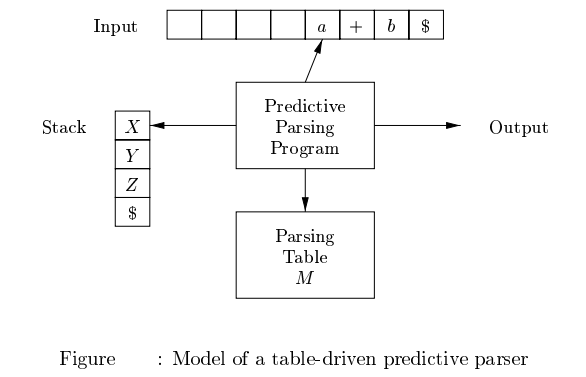 Input a + b $
Predictive
Parsing
Program
Stack
X
Y
Z
$
Output
Parsing
Table
M
Figure : Model of a table-driven predictive parser